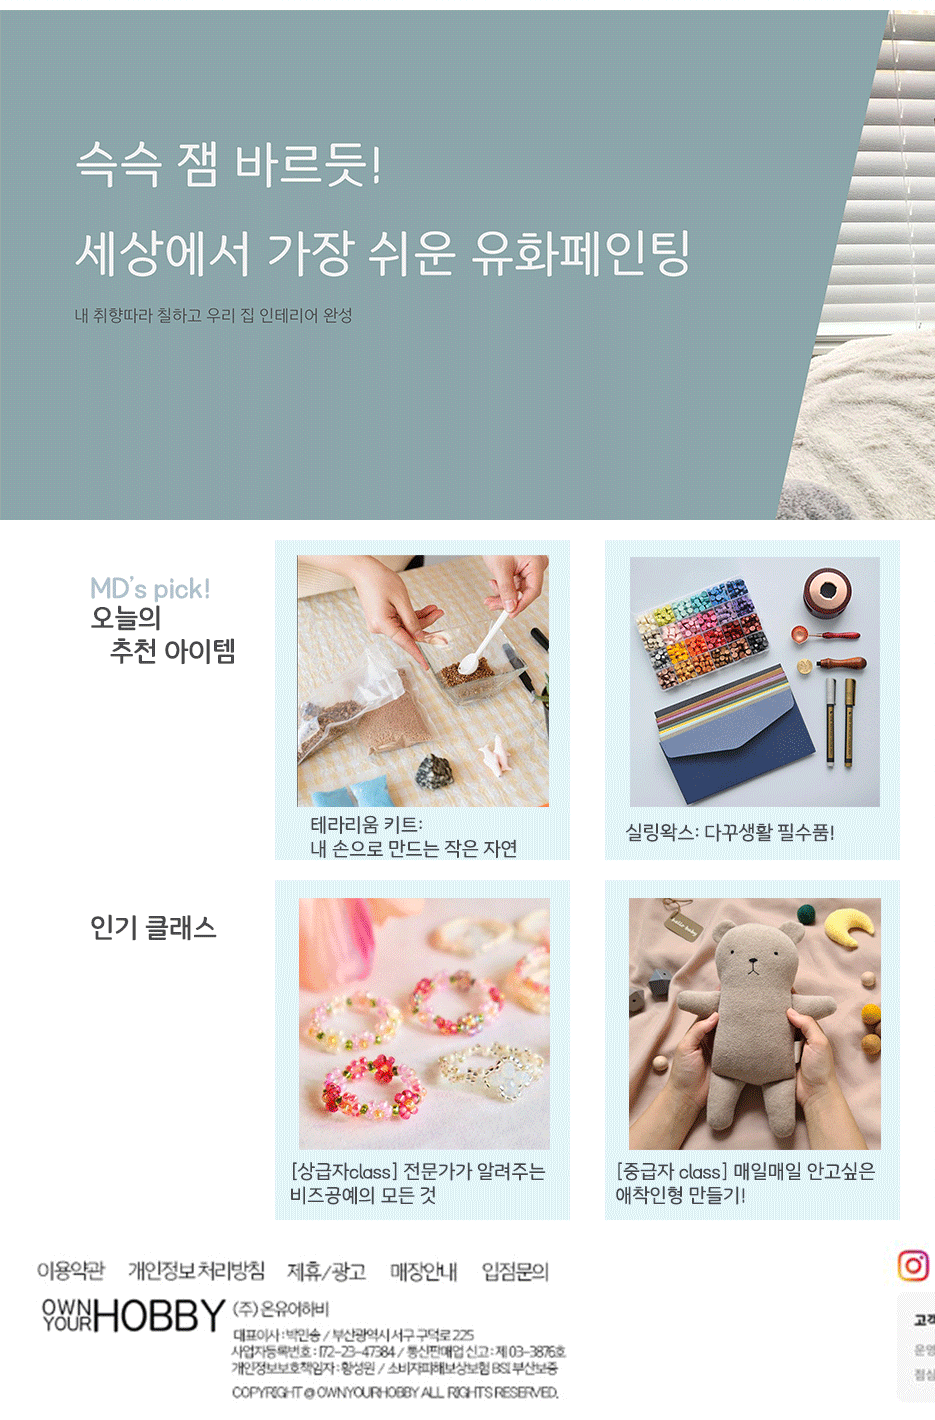 슥슥 잼 바르듯!
세상에서 가장 쉬운 유화페인팅
내 취향따라 칠하고 우리 집 인테리어 완성
MD's pick!
오늘의
추천 아이템
테라리움 키트:
내 손으로 만드는 작은 자연
실링왁스: 다꾸생활 필수품!
인기 클래스
[상급자class] 전문가가 알려주는
비즈공예의 모든 것
[중급자 class] 매일매일 안고싶은
애착인형 만들기!
이용약관 개인정보 처리방침 제휴/광고 매장안내 입점문의
OWN YOUR HOBBY (주) 온유어하비
대표이사 : 박민송 / 부산광역시 서구 구덕로 225
사업자등록번호 : 172-23-47384 / 통신판매업 신고 : 제 03-3876호
개인정보보호책임자 : 황성원 / 소비자피해보상보험 BSI 부산보증
COPYRIGHT @ OWNYOURHOBBY ALL RIGHTS RESERVED.
고객
운영
점심